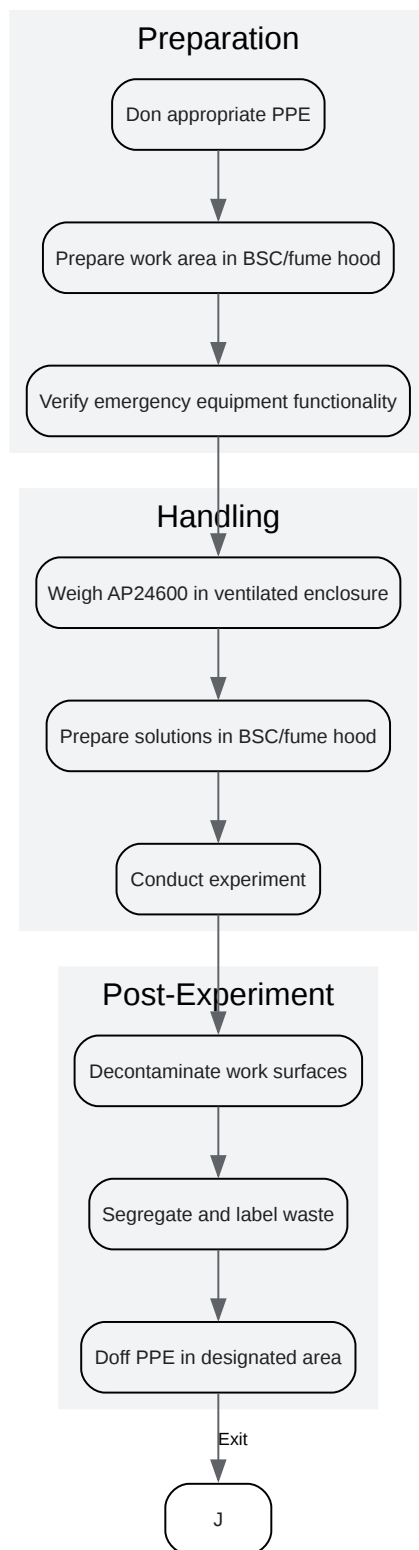 Preparation
Don appropriate PPE
Prepare work area in BSC/fume hood
Verify emergency equipment functionality
Handling
Weigh AP24600 in ventilated enclosure
Prepare solutions in BSC/fume hood
Conduct experiment
Post-Experiment
Decontaminate work surfaces
Segregate and label waste
Doff PPE in designated area
Exit
J